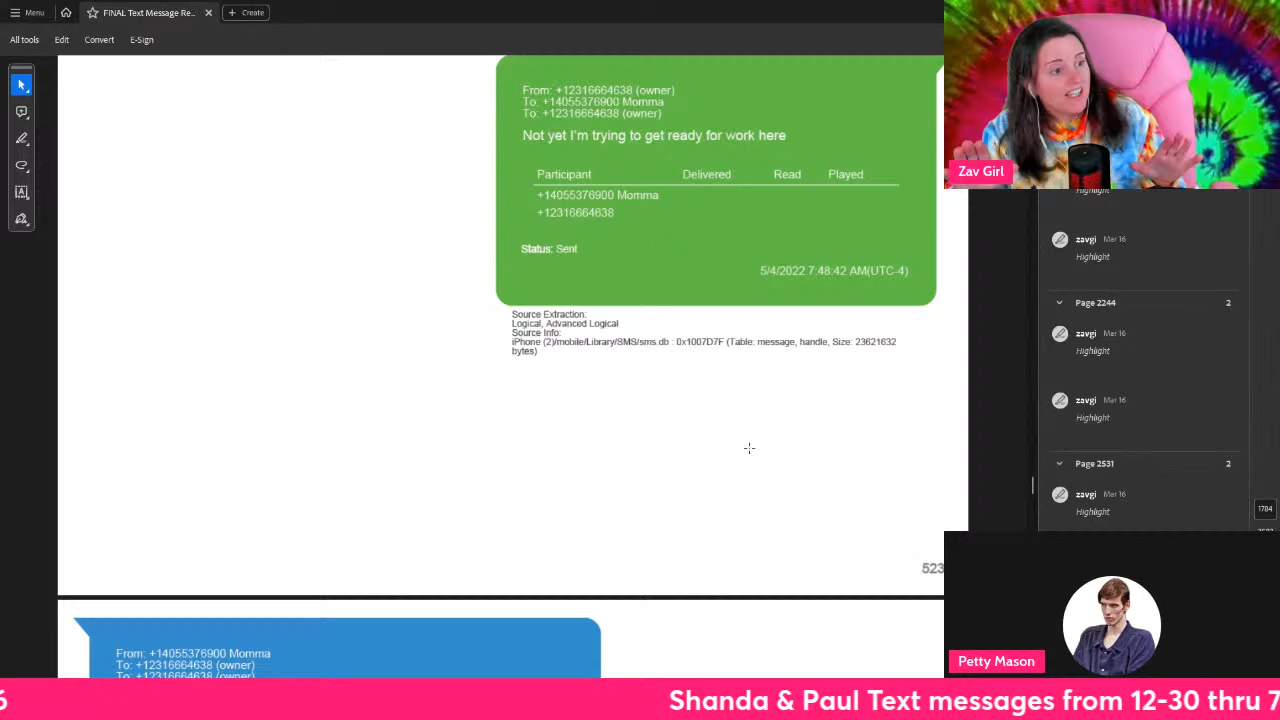 Menu
FINAL Text Message Re...
Create
All tools
Edit
Convert
E-Sign
From: +12316664638 (owner)
To: +14055376900 Momma
To: +12316664638 (owner)
Not yet I'm trying to get ready for work here
Participant Delivered Read Played
+14055376900 Momma
+12316664638
Status: Sent
5/4/2022 7:48:42 AM(UTC-4)
Source Extraction:
Logical, Advanced Logical
Source Info:
iPhone (2)/mobile/Library/SMS/sms.db : 0x1007D7F (Table: message, handle, Size: 23621632
bytes)
523
From: +14055376900 Momma
To: +12316664638 (owner)
To: +12316664638 (owner)
Zav Girl
Highlight
zavgi Mar 16
Highlight
Page 2244 2
zavgi Mar 16
Highlight
zavgi Mar 16
Highlight
Page 2531 2
zavgi Mar 16
Highlight
1784
Petty Mason
6 Shanda & Paul Text messages from 12-30 thru 7